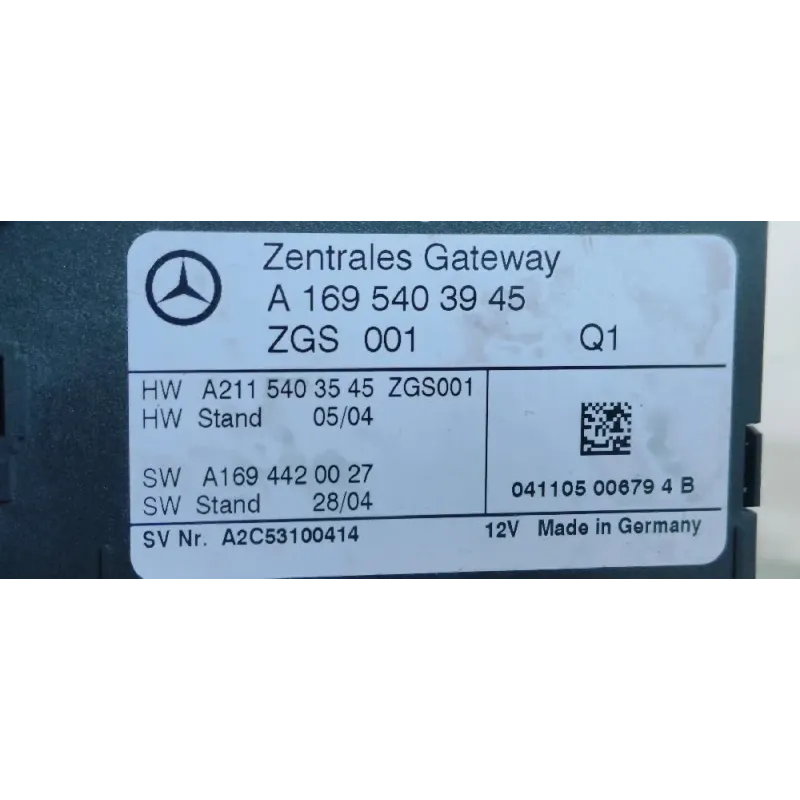 Zentrales Gateway
A 169 540 39 45
ZGS 001 Q1
HW A211 540 35 45 ZGS001
HW Stand 05/04
SW A169 442 00 27
SW Stand 28/04
041105 00679 4 B
SV Nr. A2C53100414
12V Made in Germany